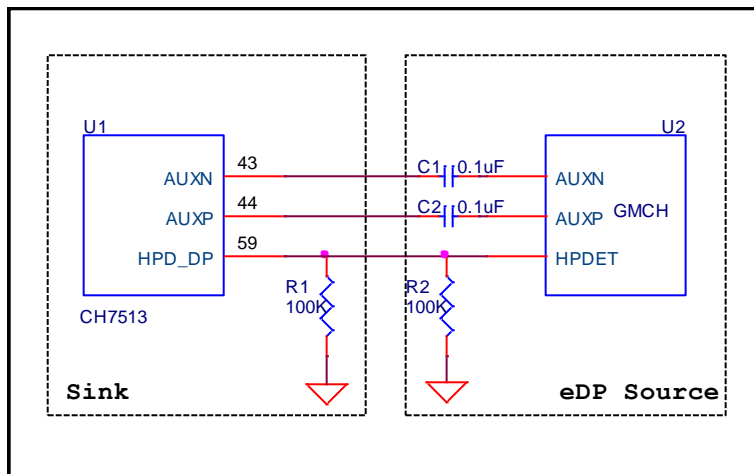 U1
U2
43
C1 0.1uF
AUXN
AUXN
44
C2 0.1uF
AUXP
AUXP
GMCH
59
HPD_DP
HPDET
R1
100K
R2
100K
CH7513
Sink
eDP Source